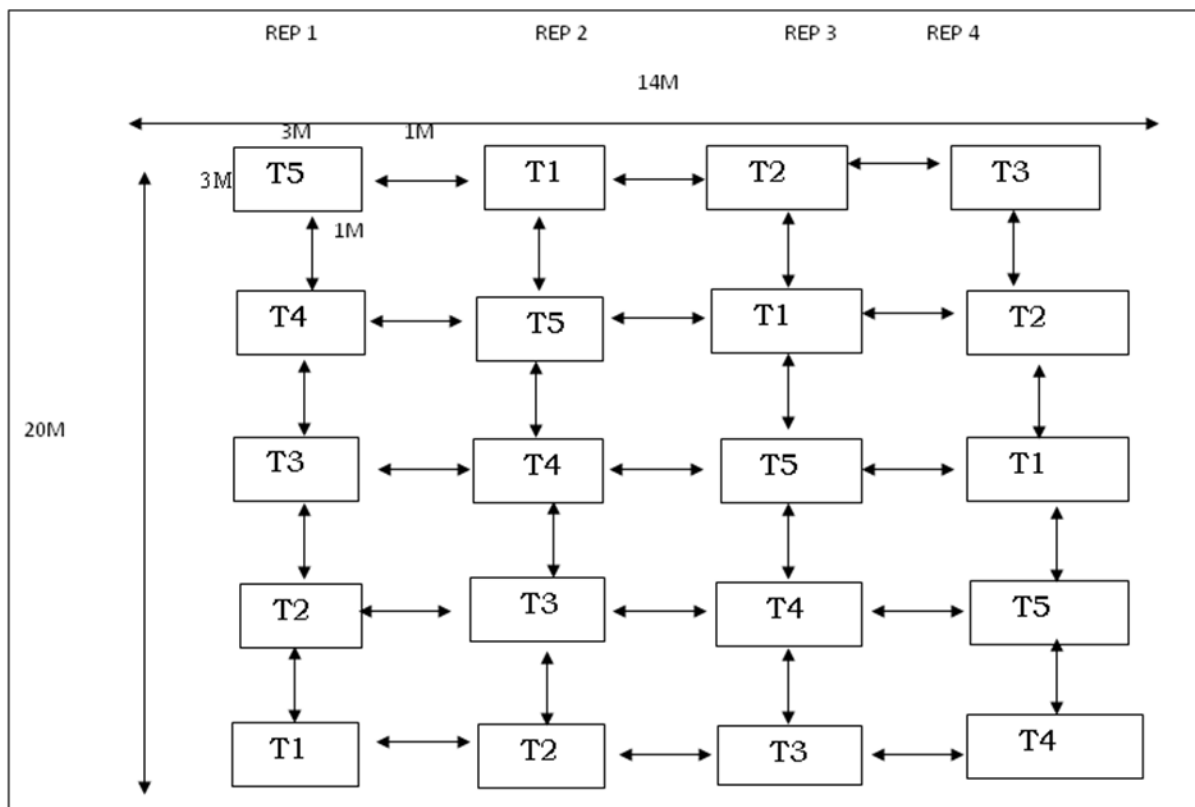 REP 1 REP 2 REP 3 REP 4
14M
3M 1M
3M T5 T1 T2 T3
1M
T4 T5 T1 T2
20M
T3 T4 T5 T1
T2 T3 T4 T5
T1 T2 T3 T4